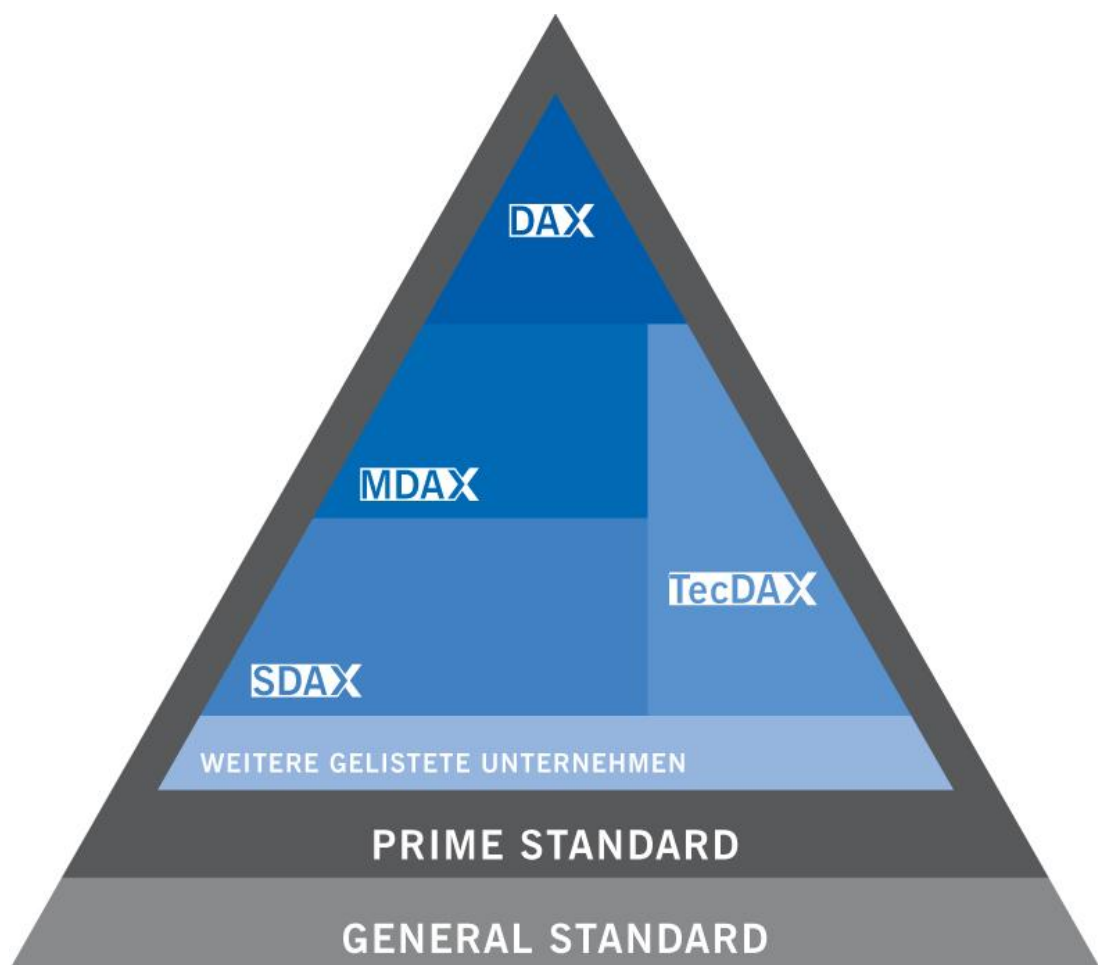 DAX
MDAX
TecDAX
SDAX
WEITERE GELISTETE UNTERNEHMEN
PRIME STANDARD
GENERAL STANDARD